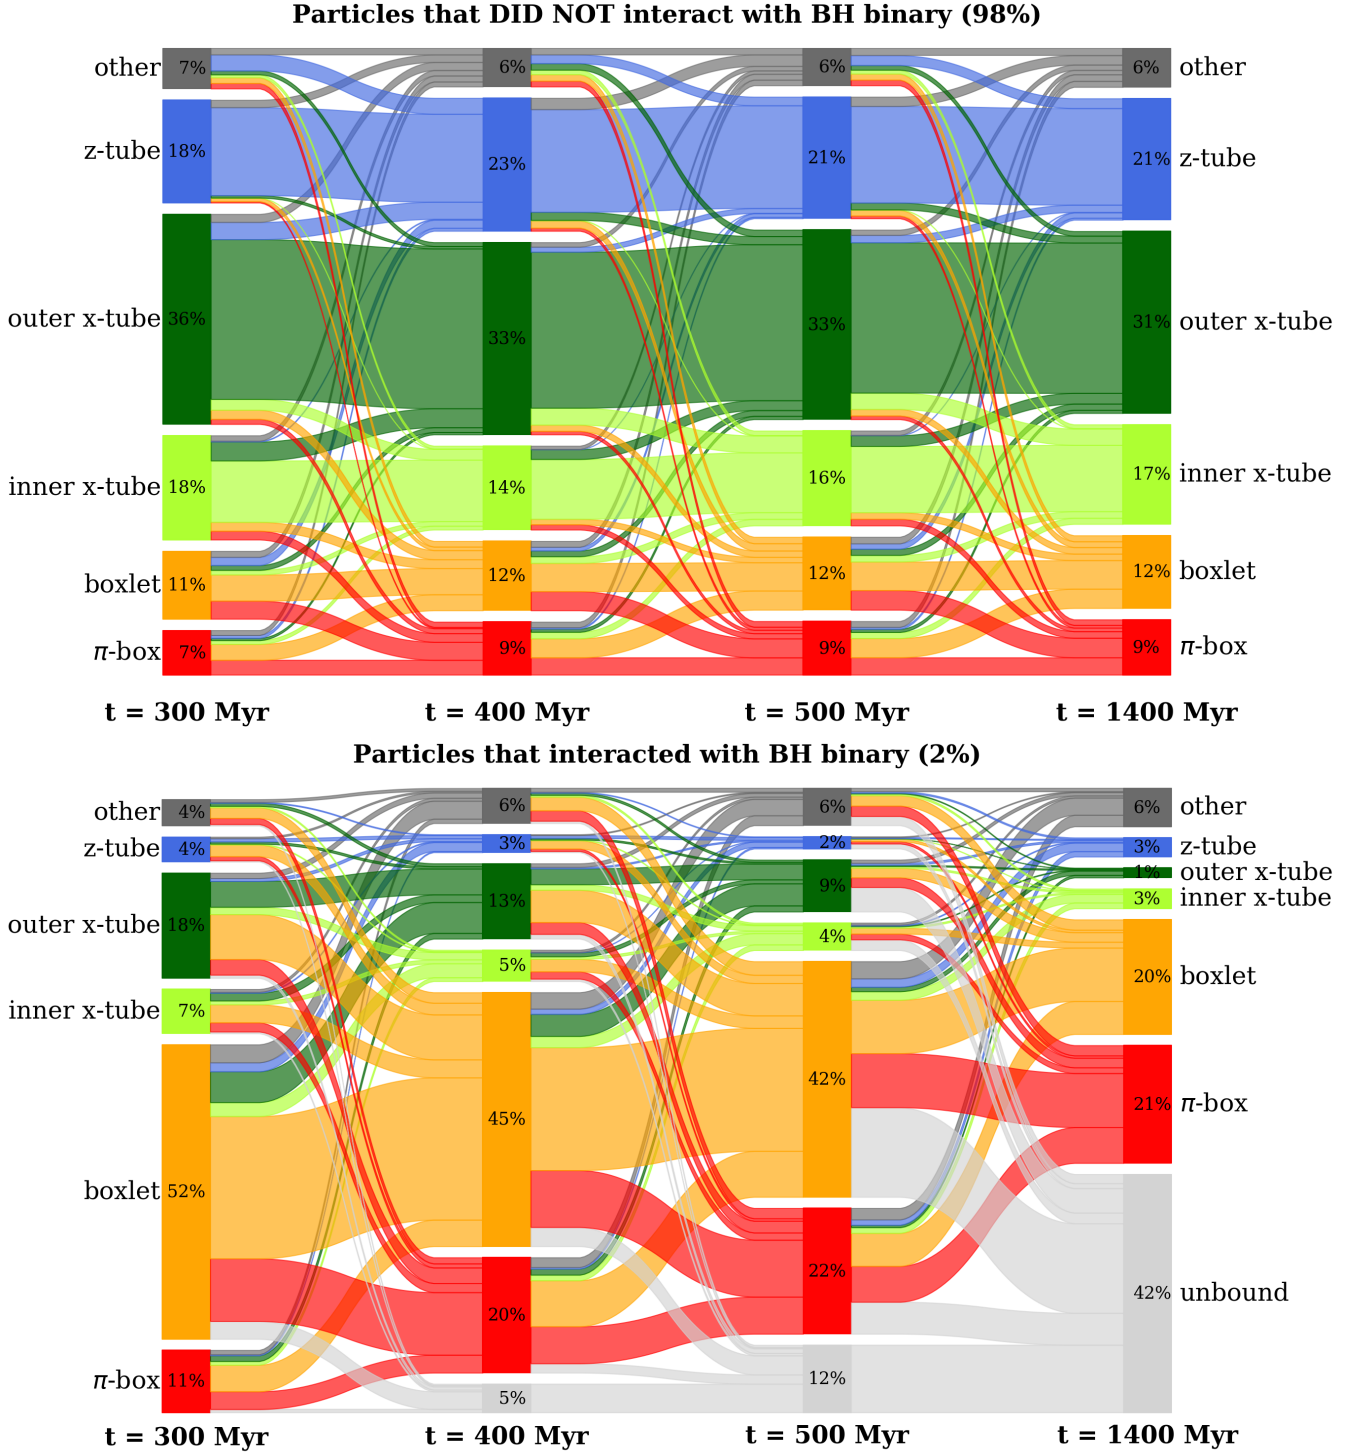 Particles that DID NOT interact with BH binary (98%)
other 7% 6% 6% 6% other
z-tube 18% 23% 21% 21% z-tube
outer x-tube 36% 33% 33% 31% outer x-tube
inner x-tube 18% 14% 16% 17% inner x-tube
boxlet 11% 12% 12% 12% boxlet
π-box 7% 9% 9% 9% π-box
t = 300 Myr t = 400 Myr t = 500 Myr t = 1400 Myr
Particles that interacted with BH binary (2%)
other 4% 6% 6% 6% other
z-tube 4% 3% 2% 3% z-tube
1% outer x-tube
outer x-tube 18% 13% 9% 3% inner x-tube
inner x-tube 7% 5% 4%
boxlet 52% 45% 42% 20% boxlet
π-box 11% 20% 22% 21% π-box
5% 12% 42% unbound
t = 300 Myr t = 400 Myr t = 500 Myr t = 1400 Myr